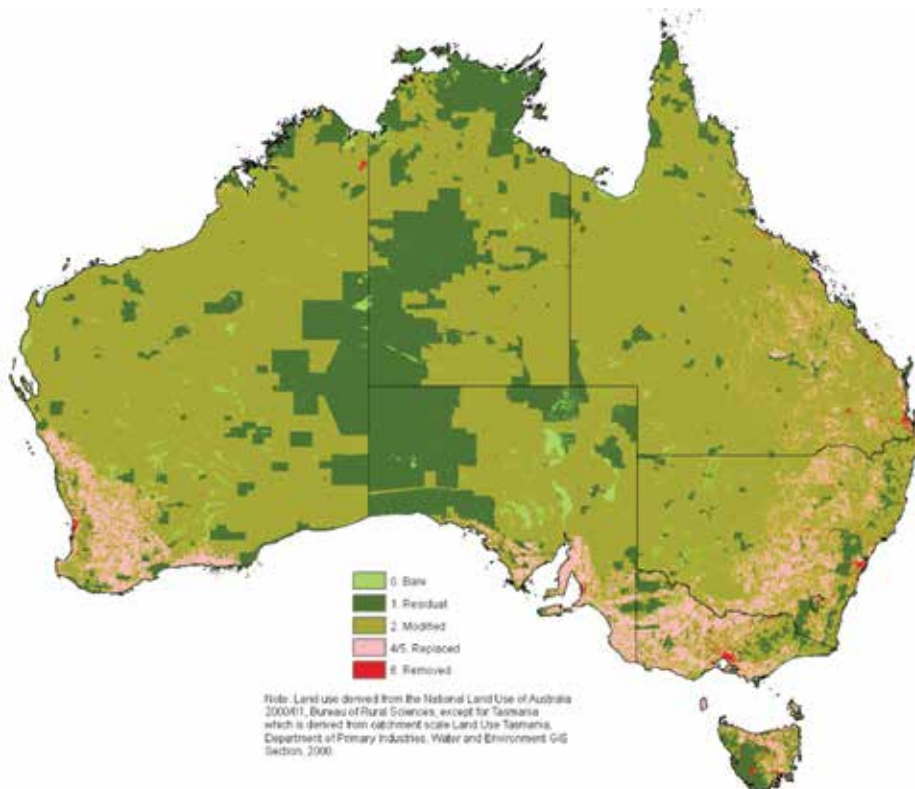 0. Bare
1. Residual
2. Modified
4/5. Replaced
6. Removed
Note: Land use derived from the National Land Use of Australia
2000/01, Bureau of Rural Sciences, except for Tasmania
which is derived from catchment scale Land Use Tasmania,
Department of Primary Industries, Water and Environment GIS
Section, 2000